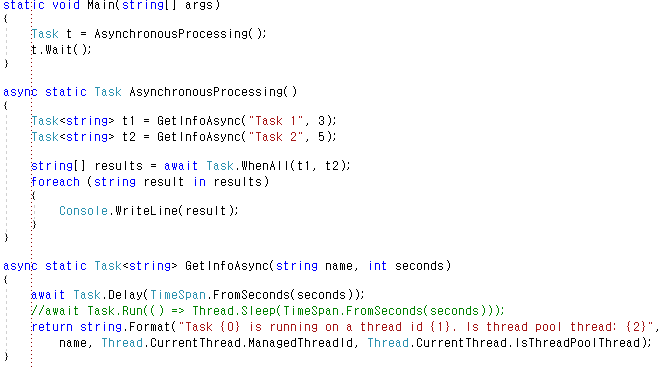 static void Main(string[] args)
{
    Task t = AsynchronousProcessing();
    t.Wait();
}
async static Task AsynchronousProcessing()
{
    Task<string> t1 = GetInfoAsync("Task 1", 3);
    Task<string> t2 = GetInfoAsync("Task 2", 5);
    string[] results = await Task.WhenAll(t1, t2);
    foreach (string result in results)
    {
        Console.WriteLine(result);
    }
}
async static Task<string> GetInfoAsync(string name, int seconds)
{
    await Task.Delay(TimeSpan.FromSeconds(seconds));
    //await Task.Run(() => Thread.Sleep(TimeSpan.FromSeconds(seconds)));
    return string.Format("Task {0} is running on a thread id {1}. Is thread pool thread: {2}",
        name, Thread.CurrentThread.ManagedThreadId, Thread.CurrentThread.IsThreadPoolThread);
}